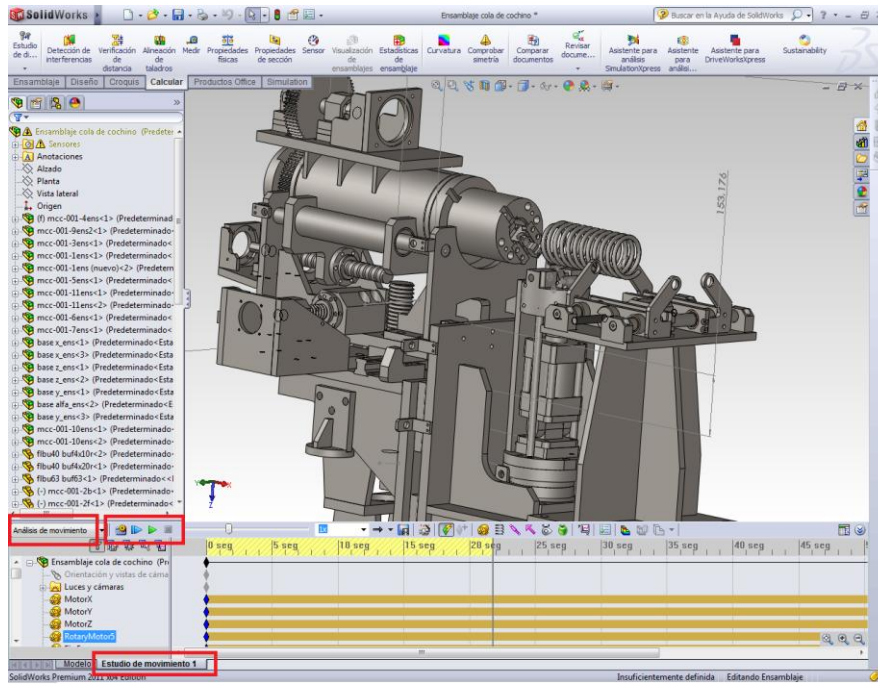 SolidWorks
Ensamblaje cola de cochino *
Buscar en la Ayuda de SolidWorks
Estudio de di...
Detección de interferencias
Verificación de distancia
Alineación de taladros
Medir
Propiedades físicas
Propiedades de sección
Sensor
Visualización de ensamblajes
Estadísticas de ensamblaje
Curvatura
Comprobar simetría
Comparar documentos
Revisar docume...
Asistente para análisis SimulationXpress
Asistente para análisi...
Asistente para DriveWorksXpress
Sustainability
Ensamblaje Diseño Croquis Calcular Productos Office Simulation
Ensamblaje cola de cochino (Predeter
Sensores
Anotaciones
Alzado
Planta
Vista lateral
Origen
(f) mcc-001-4ens<1> (Predeterminad
mcc-001-9ens2<1> (Predeterminado
mcc-001-3ens<1> (Predeterminado<
mcc-001-1ens<1> (Predeterminado<
mcc-001-1ens (nuevo)<2> (Predeterm
mcc-001-5ens<1> (Predeterminado<
mcc-001-11ens<1> (Predeterminado
mcc-001-11ens<2> (Predeterminado
mcc-001-6ens<1> (Predeterminado<
mcc-001-7ens<1> (Predeterminado<
base x_ens<1> (Predeterminado<Esta
base x_ens<3> (Predeterminado<Esta
base z_ens<1> (Predeterminado<Esta
base z_ens<2> (Predeterminado<Esta
base y_ens<1> (Predeterminado<Esta
base alfa_ens<2> (Predeterminado<E
base y_ens<3> (Predeterminado<Esta
mcc-001-10ens<1> (Predeterminado
mcc-001-10ens<2> (Predeterminado
flbu40 buf4x10r<2> (Predeterminado
flbu40 buf4x20r<1> (Predeterminado
flbu63 buf63<1> (Predeterminado<<I
(-) mcc-001-2b<1> (Predeterminado
(-) mcc-001-2f<1> (Predeterminado<
153,176
Y X
Z
Análisis de movimiento
1x
0 seg 5 seg 10 seg 15 seg 20 seg 25 seg 30 seg 35 seg 40 seg 45 seg
Ensamblaje cola de cochino (Pr
Orientación y vistas de cáma
Luces y cámaras
MotorX
MotorY
MotorZ
RotaryMotor5
Modelo Estudio de movimiento 1
SolidWorks Premium 2011 x64 Edition
Insuficientemente definida Editando Ensamblaje